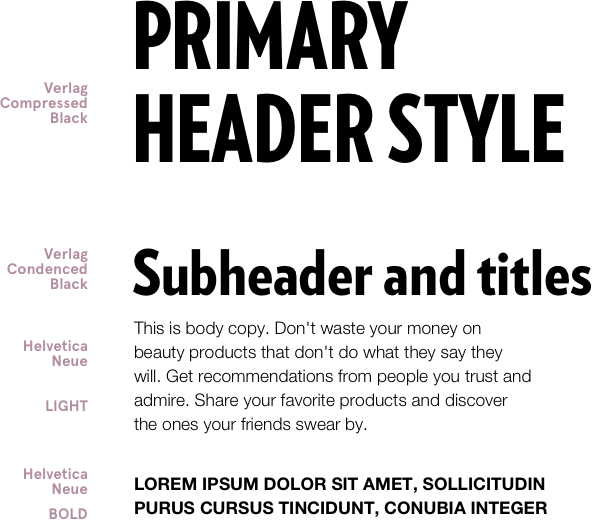 PRIMARY
Verlag
Compressed
Black
HEADER STYLE
Verlag
Condenced
Black
Subheader and titles
This is body copy. Don't waste your money on
beauty products that don't do what they say they
will. Get recommendations from people you trust and
admire. Share your favorite products and discover
the ones your friends swear by.
Helvetica
Neue
LIGHT
Helvetica
Neue
BOLD
LOREM IPSUM DOLOR SIT AMET, SOLLICITUDIN
PURUS CURSUS TINCIDUNT, CONUBIA INTEGER